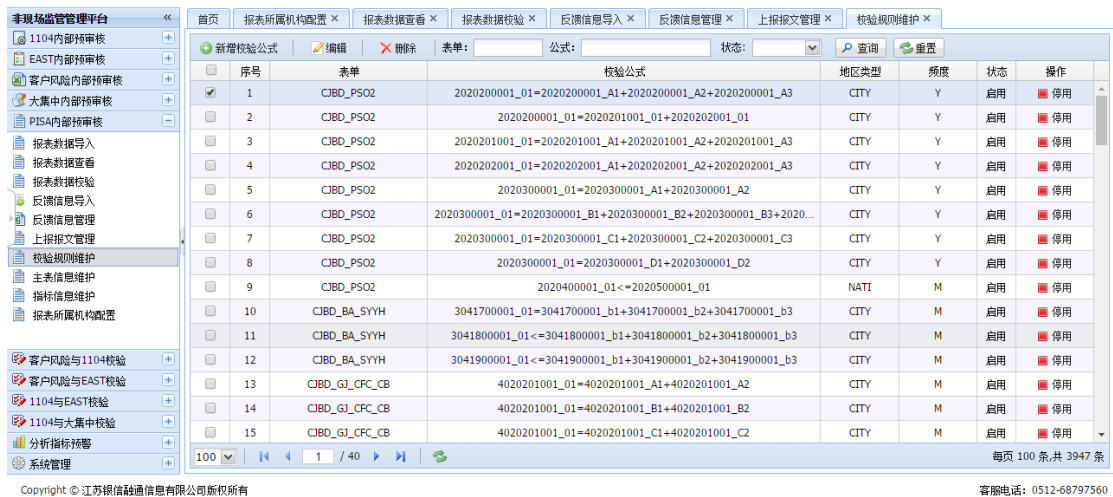 非现场监管管理平台 «
首页 报表所属机构配置 × 报表数据查看 × 报表数据校验 × 反馈信息导入 × 反馈信息管理 × 上报报文管理 × 校验规则维护 ×
1104内部预审核
EAST内部预审核
客户风险内部预审核
大集中内部预审核
PISA内部预审核
报表数据导入
报表数据查看
报表数据校验
反馈信息导入
反馈信息管理
上报报文管理
校验规则维护
主表信息维护
指标信息维护
报表所属机构配置
客户风险与1104校验
客户风险与EAST校验
1104与EAST校验
1104与大集中校验
分析指标预警
系统管理
新增校验公式 编辑 删除 表单: 公式: 状态: 查询 重置
序号 表单 校验公式 地区类型 频度 状态 操作
1 CJBD_PSO2 2020200001_01=2020200001_A1+2020200001_A2+2020200001_A3 CITY Y 启用 停用
2 CJBD_PSO2 2020200001_01=2020201001_01+2020202001_01 CITY Y 启用 停用
3 CJBD_PSO2 2020201001_01=2020201001_A1+2020201001_A2+2020201001_A3 CITY Y 启用 停用
4 CJBD_PSO2 2020202001_01=2020202001_A1+2020202001_A2+2020202001_A3 CITY Y 启用 停用
5 CJBD_PSO2 2020300001_01=2020300001_A1+2020300001_A2 CITY Y 启用 停用
6 CJBD_PSO2 2020300001_01=2020300001_B1+2020300001_B2+2020300001_B3+2020... CITY Y 启用 停用
7 CJBD_PSO2 2020300001_01=2020300001_C1+2020300001_C2+2020300001_C3 CITY Y 启用 停用
8 CJBD_PSO2 2020300001_01=2020300001_D1+2020300001_D2 CITY Y 启用 停用
9 CJBD_PSO2 2020400001_01<=2020500001_01 NATI M 启用 停用
10 CJBD_BA_SYYH 3041700001_01=3041700001_b1+3041700001_b2+3041700001_b3 CITY M 启用 停用
11 CJBD_BA_SYYH 3041800001_01<=3041800001_b1+3041800001_b2+3041800001_b3 CITY M 启用 停用
12 CJBD_BA_SYYH 3041900001_01<=3041900001_b1+3041900001_b2+3041900001_b3 CITY M 启用 停用
13 CJBD_GJ_CFC_CB 4020201001_01=4020201001_A1+4020201001_A2 CITY M 启用 停用
14 CJBD_GJ_CFC_CB 4020201001_01=4020201001_B1+4020201001_B2 CITY M 启用 停用
15 CJBD_GJ_CFC_CB 4020201001_01=4020201001_C1+4020201001_C2 CITY M 启用 停用
100 1 / 40 每页 100 条,共 3947 条
Copyright © 江苏银信融通信息有限公司版权所有 客服电话: 0512-68797560